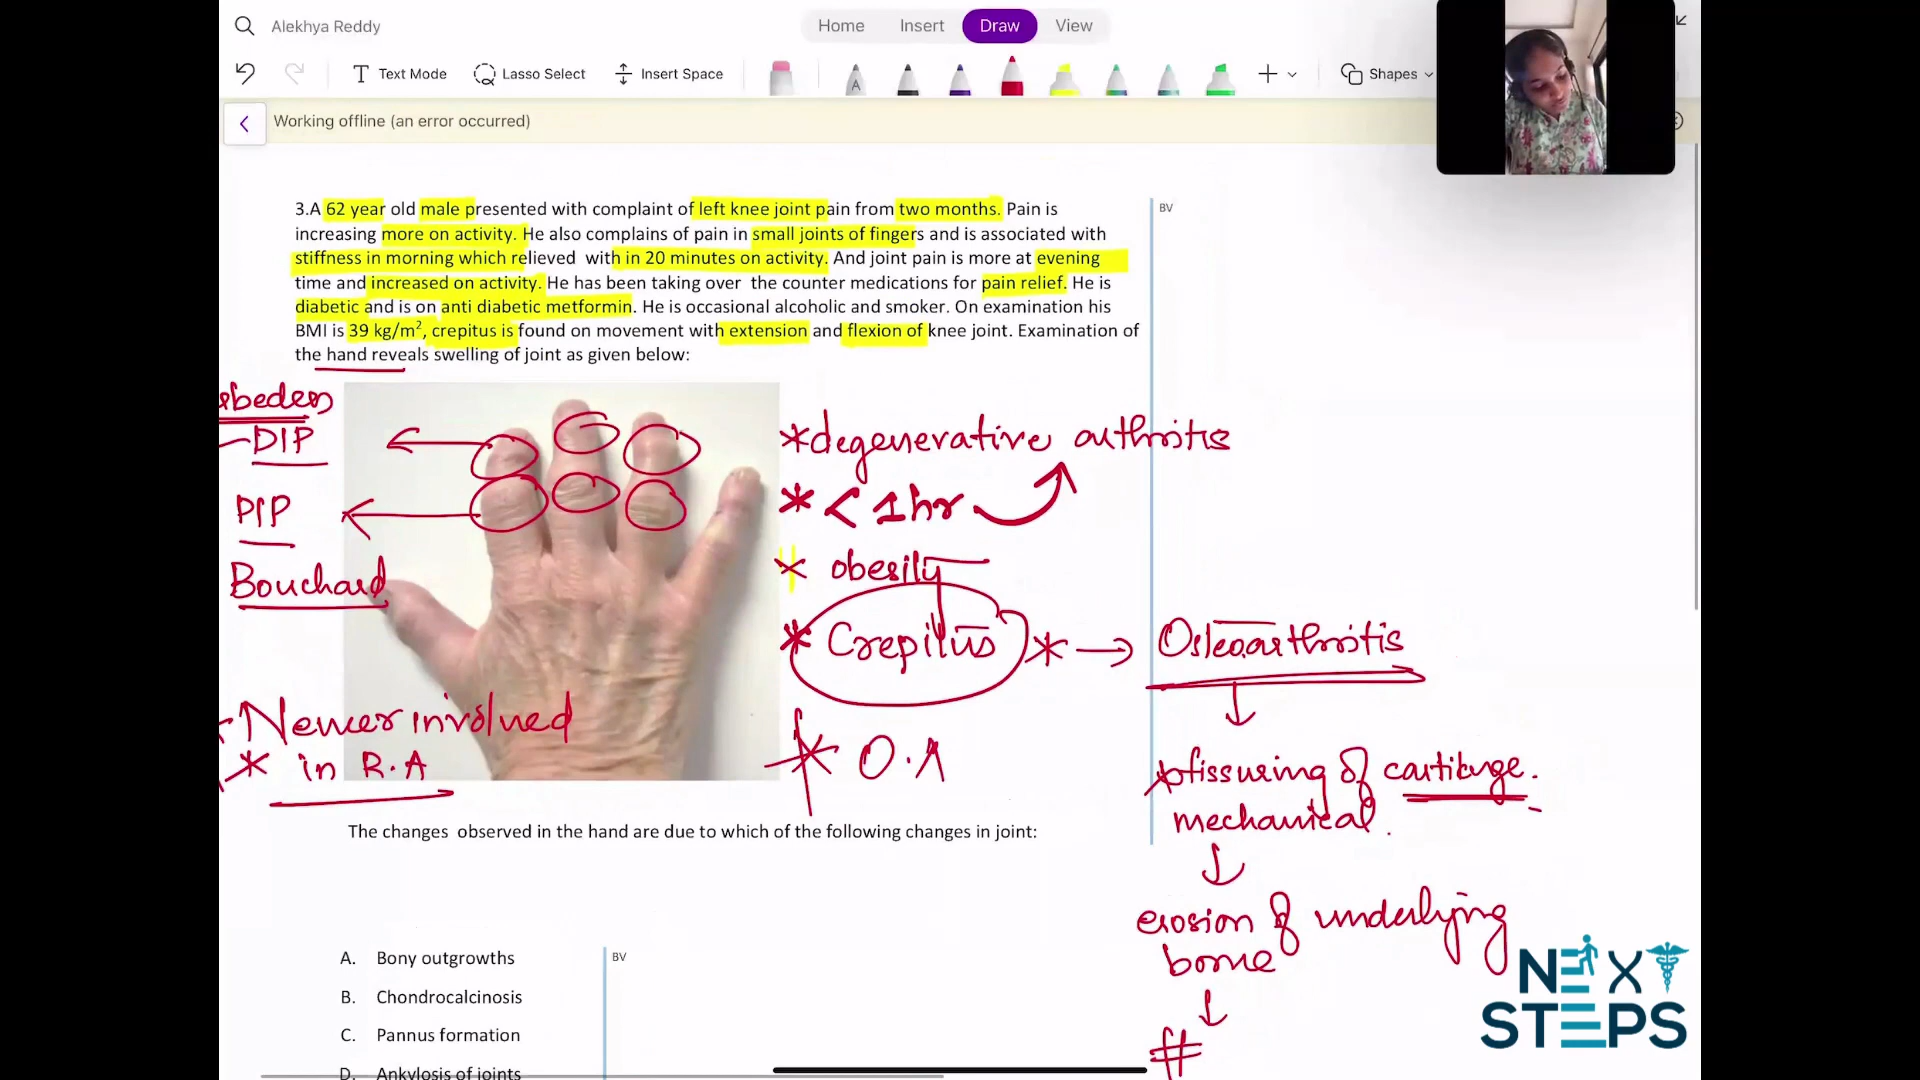 Alekhya Reddy
Home Insert Draw View
Text Mode Lasso Select Insert Space A Shapes
Working offline (an error occurred)
3.A 62 year old male presented with complaint of left knee joint pain from two months. Pain is
increasing more on activity. He also complains of pain in small joints of fingers and is associated with
stiffness in morning which relieved with in 20 minutes on activity. And joint pain is more at evening
time and increased on activity. He has been taking over the counter medications for pain relief. He is
diabetic and is on anti diabetic metformin. He is occasional alcoholic and smoker. On examination his
BMI is 39 kg/m², crepitus is found on movement with extension and flexion of knee joint. Examination of
the hand reveals swelling of joint as given below:
BV
DIP
PIP
Bouchard
in R.A
*degenerative arthritis
* < 1hr
* obesity
* Crepitus * → Osteoarthritis
* O.A
fissuring of cartilage.
mechanical.
erosion of underlying
bone
The changes observed in the hand are due to which of the following changes in joint:
A. Bony outgrowths
B. Chondrocalcinosis
C. Pannus formation
D. Ankylosis of joints
BV
NEXT
STEPS